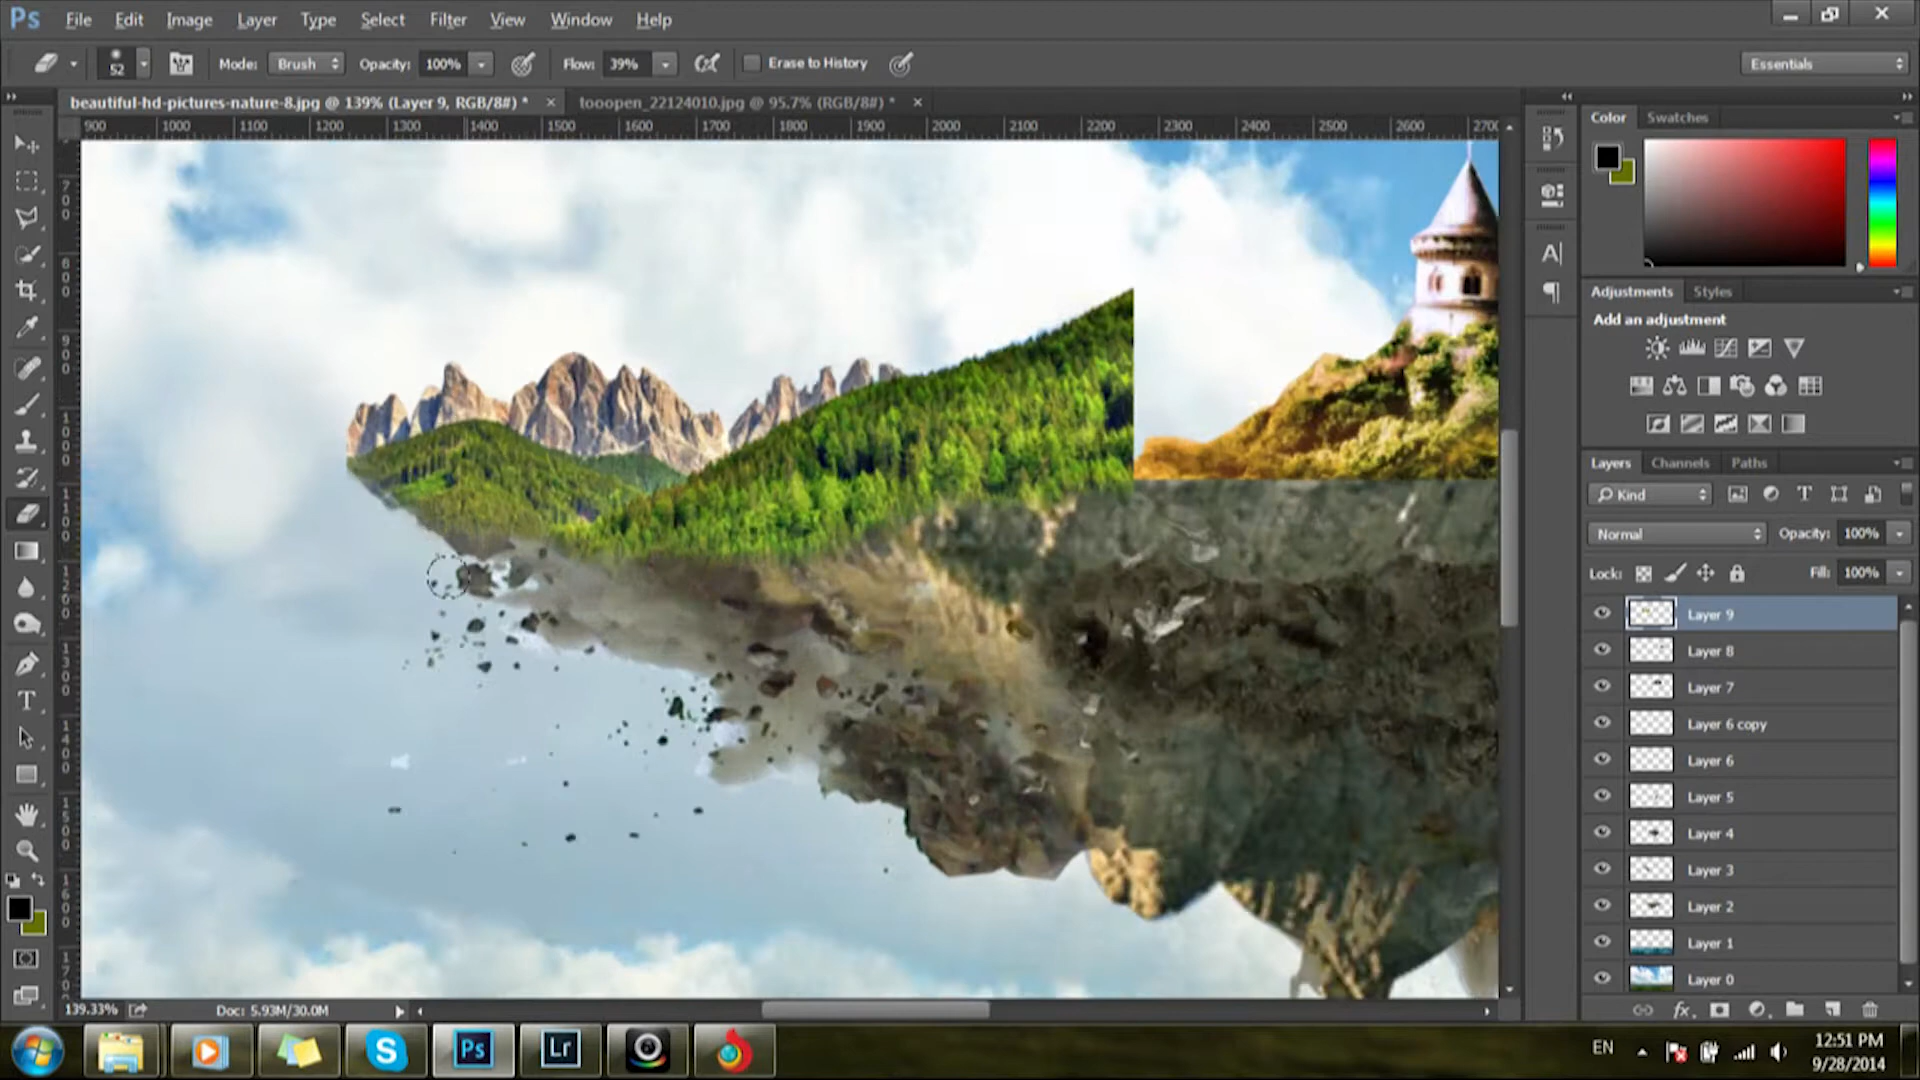 Ps File Edit Image Layer Type Select Filter View Window Help
52 Mode: Brush Opacity: 100% Flow: 39% Erase to History Essentials
beautiful-hd-pictures-nature-8.jpg @ 139% (Layer 9, RGB/8#) * × tooopen_22124010.jpg @ 95.7% (RGB/8#) * ×
900 1000 1100 1200 1300 1400 1500 1600 1700 1800 1900 2000 2100 2200 2300 2400 2500 2600 2700
Color Swatches
Adjustments Styles
Add an adjustment
Layers Channels Paths
Kind
Normal Opacity: 100%
Lock: Fill: 100%
Layer 9
Layer 8
Layer 7
Layer 6 copy
Layer 6
Layer 5
Layer 4
Layer 3
Layer 2
Layer 1
Layer 0
139.33% Doc: 5.93M/30.0M
Ps Lr
EN
12:51 PM
9/28/2014